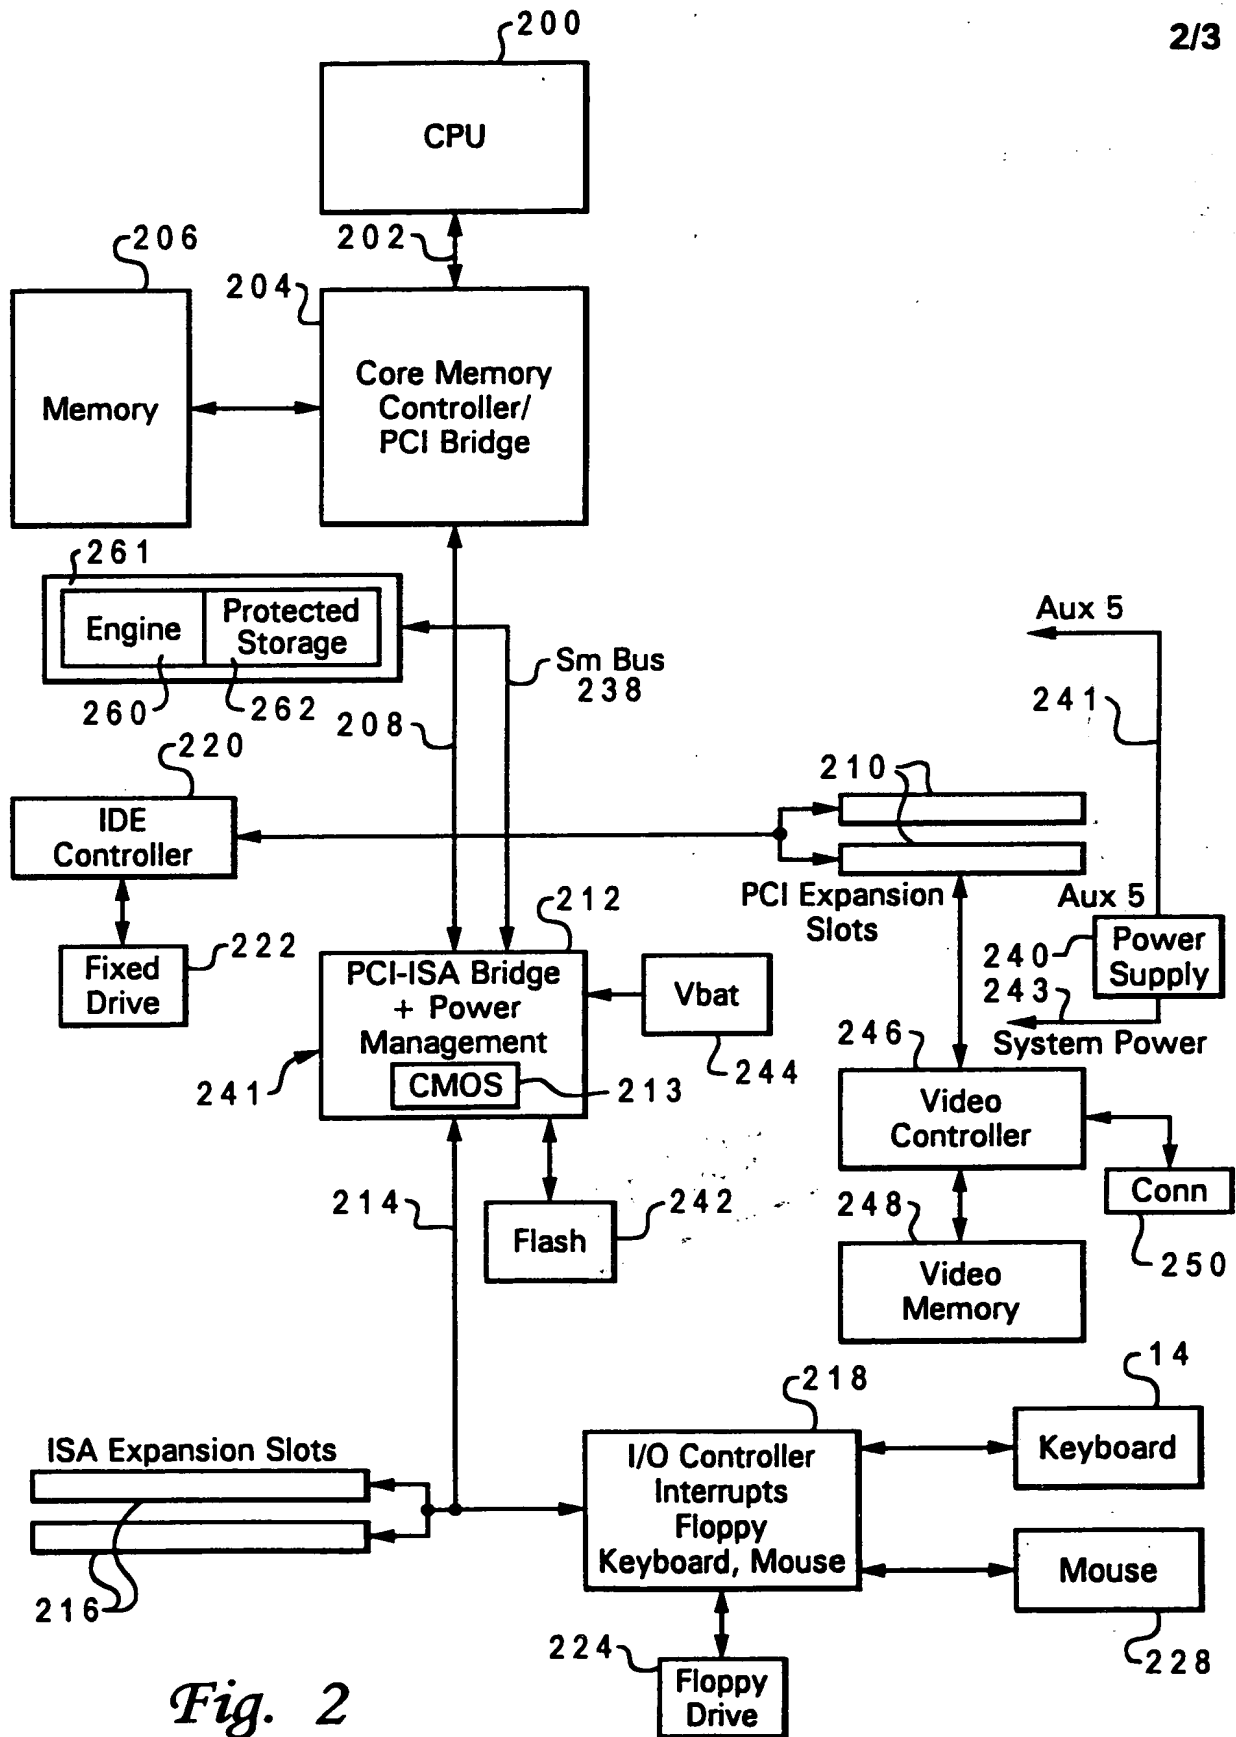 2/3
200
CPU
202
206
204
Memory
Core Memory
Controller/
PCI Bridge
261
Engine
Protected
Storage
260
262
208
Sm Bus
238
Aux 5
241
220
IDE
Controller
210
PCI Expansion
Slots
Aux 5
240
Power
Supply
243
System Power
222
Fixed
Drive
212
PCI-ISA Bridge
+ Power
Management
CMOS
213
241
Vbat
244
246
Video
Controller
Conn
250
248
Video
Memory
214
Flash
242
ISA Expansion Slots
216
218
I/O Controller
Interrupts
Floppy
Keyboard, Mouse
14
Keyboard
Mouse
228
224
Floppy
Drive
Fig. 2